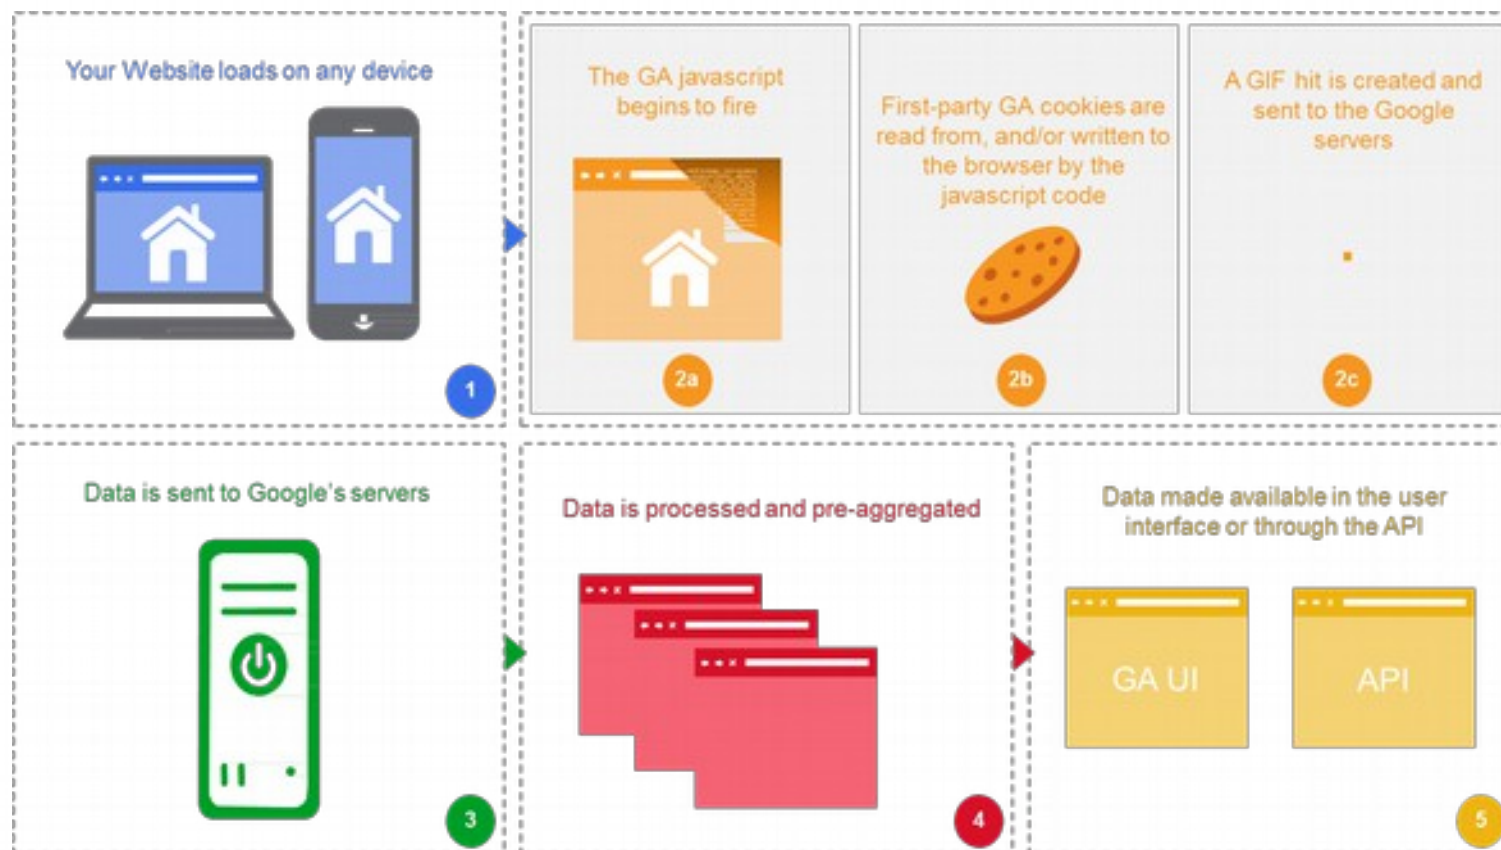 Your Website loads on any device
1
The GA javascript
begins to fire
2a
First-party GA cookies are
read from, and/or written to
the browser by the
javascript code
2b
A GIF hit is created and
sent to the Google
servers
2c
Data is sent to Google's servers
3
Data is processed and pre-aggregated
4
Data made available in the user
interface or through the API
GA UI
API
5